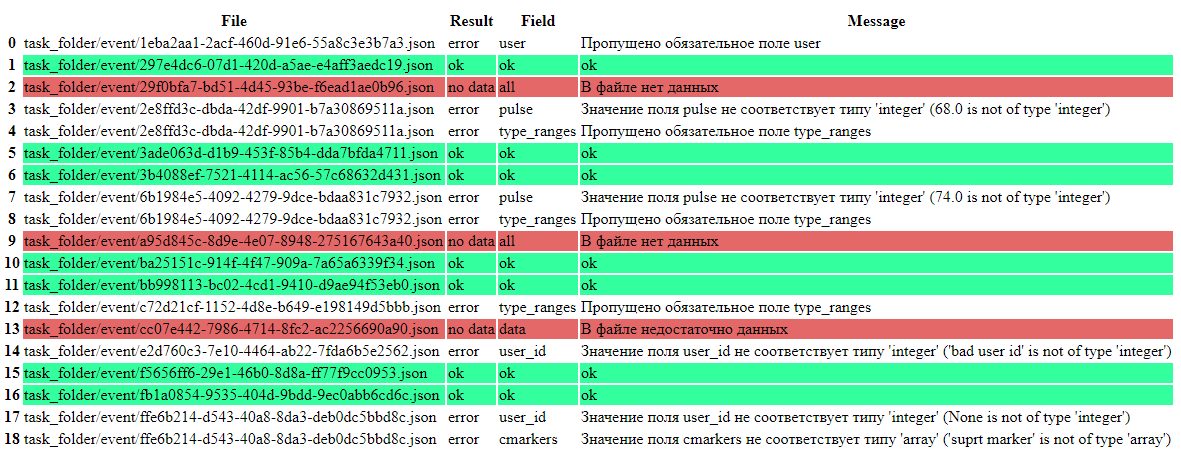 File Result Field Message
0 task_folder/event/1eba2aa1-2acf-460d-91e6-55a8c3e3b7a3.json error user Пропущено обязательное поле user
1 task_folder/event/297e4dc6-07d1-420d-a5ae-e4aff3aedc19.json ok ok ok
2 task_folder/event/29f0bfa7-bd51-4d45-93be-f6ead1ae0b96.json no data all В файле нет данных
3 task_folder/event/2e8ffd3c-dbda-42df-9901-b7a30869511a.json error pulse Значение поля pulse не соответствует типу 'integer' (68.0 is not of type 'integer')
4 task_folder/event/2e8ffd3c-dbda-42df-9901-b7a30869511a.json error type_ranges Пропущено обязательное поле type_ranges
5 task_folder/event/3ade063d-d1b9-453f-85b4-dda7bfda4711.json ok ok ok
6 task_folder/event/3b4088ef-7521-4114-ac56-57c68632d431.json ok ok ok
7 task_folder/event/6b1984e5-4092-4279-9dce-bdaa831c7932.json error pulse Значение поля pulse не соответствует типу 'integer' (74.0 is not of type 'integer')
8 task_folder/event/6b1984e5-4092-4279-9dce-bdaa831c7932.json error type_ranges Пропущено обязательное поле type_ranges
9 task_folder/event/a95d845c-8d9e-4e07-8948-275167643a40.json no data all В файле нет данных
10 task_folder/event/ba25151c-914f-4f47-909a-7a65a6339f34.json ok ok ok
11 task_folder/event/bb998113-bc02-4cd1-9410-d9ae94f53eb0.json ok ok ok
12 task_folder/event/c72d21cf-1152-4d8e-b649-e198149d5bbb.json error type_ranges Пропущено обязательное поле type_ranges
13 task_folder/event/cc07e442-7986-4714-8fc2-ac2256690a90.json no data data В файле недостаточно данных
14 task_folder/event/e2d760c3-7e10-4464-ab22-7fda6b5e2562.json error user_id Значение поля user_id не соответствует типу 'integer' ('bad user id' is not of type 'integer')
15 task_folder/event/f5656ff6-29e1-46b0-8d8a-ff77f9cc0953.json ok ok ok
16 task_folder/event/fb1a0854-9535-404d-9bdd-9ec0abb6cd6c.json ok ok ok
17 task_folder/event/ffe6b214-d543-40a8-8da3-deb0dc5bbd8c.json error user_id Значение поля user_id не соответствует типу 'integer' (None is not of type 'integer')
18 task_folder/event/ffe6b214-d543-40a8-8da3-deb0dc5bbd8c.json error cmarkers Значение поля cmarkers не соответствует типу 'array' ('suprt marker' is not of type 'array')